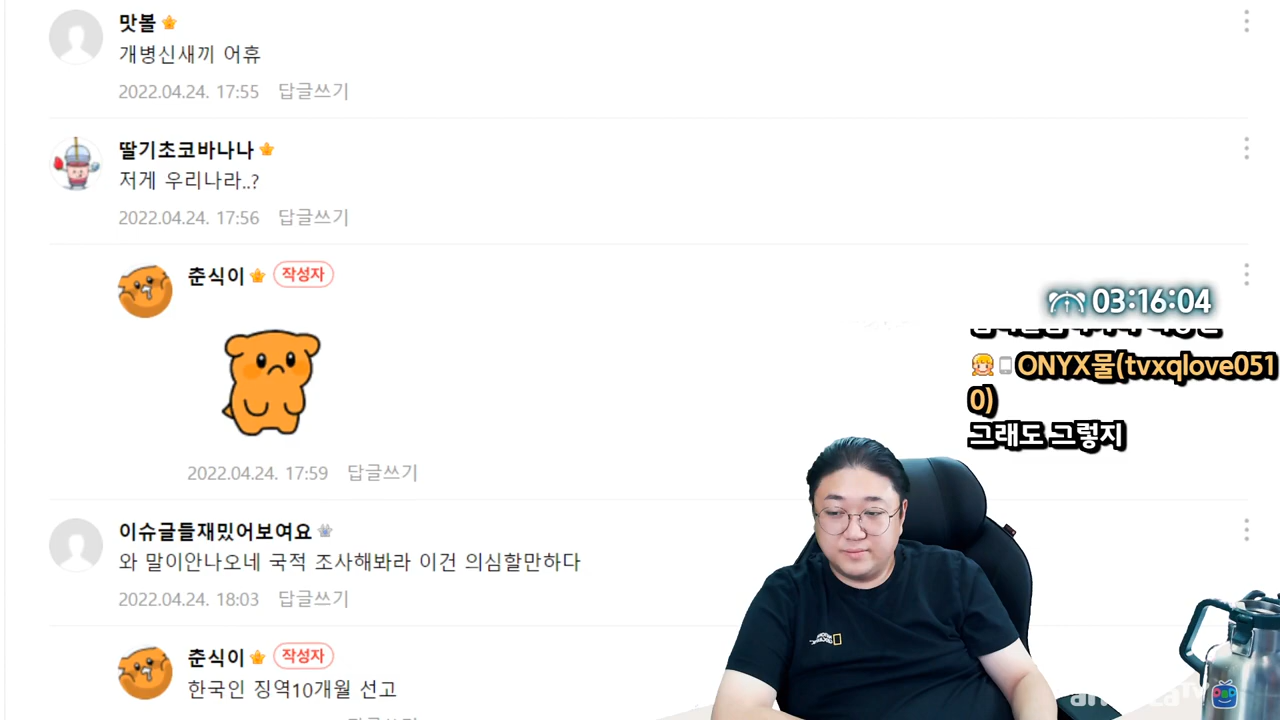 맛볼
개병신새끼 어휴
2022.04.24. 17:55 답글쓰기
딸기초코바나나
저게 우리나라..?
2022.04.24. 17:56 답글쓰기
춘식이 작성자
2022.04.24. 17:59 답글쓰기
이슈글들재밌어보여요
와 말이안나오네 국적 조사해봐라 이건 의심할만하다
2022.04.24. 18:03 답글쓰기
춘식이 작성자
한국인 징역10개월 선고
03:16:04
ONYX물(tvxqlove051
0)
그래도 그렇지